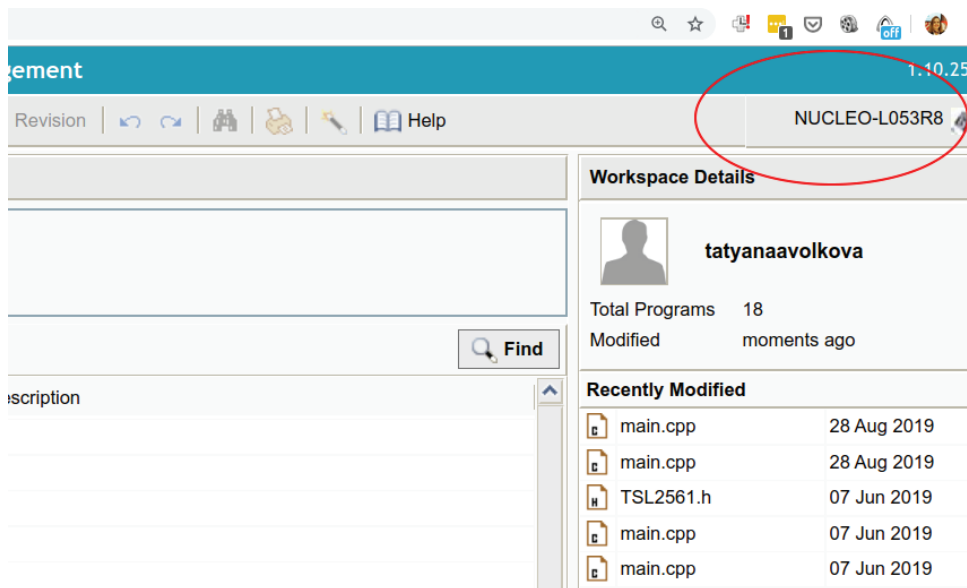 1
off
gement
1.10.25
Revision
Help
NUCLEO-L053R8
Workspace Details
tatyanaavolkova
Total Programs 18
Modified moments ago
Find
escription
Recently Modified
main.cpp 28 Aug 2019
main.cpp 28 Aug 2019
TSL2561.h 07 Jun 2019
main.cpp 07 Jun 2019
main.cpp 07 Jun 2019